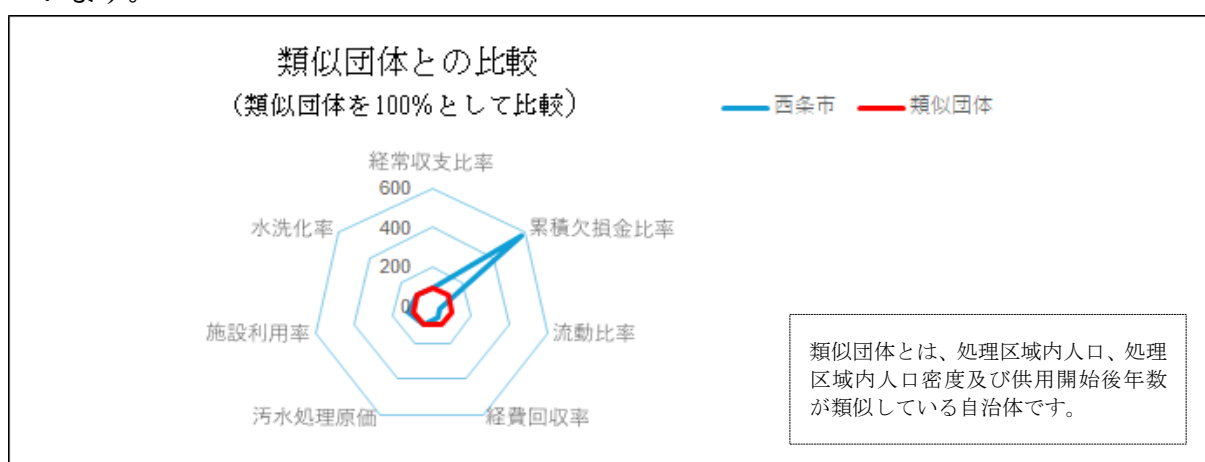 います。
類似団体との比較
(類似団体を100%として比較)
西条市 類似団体
経常収支比率
600
水洗化率 400 累積欠損金比率
200
0
施設利用率 流動比率
汚水処理原価 経費回収率
類似団体とは、処理区域内人口、処理
区域内人口密度及び供用開始後年数
が類似している自治体です。